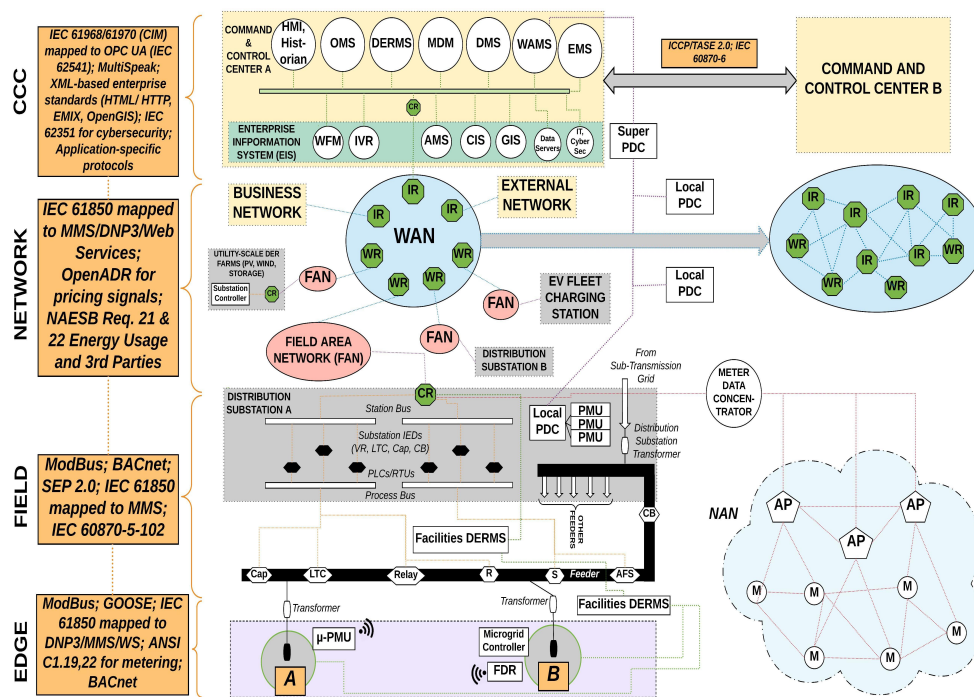 CCC
IEC 61968/61970 (CIM)
mapped to OPC UA (IEC
62541); MultiSpeak;
XML-based enterprise
standards (HTML/ HTTP,
EMIX, OpenGIS); IEC
62351 for cybersecurity;
Application-specific
protocols
NETWORK
IEC 61850 mapped
to MMS/DNP3/Web
Services;
OpenADR for
pricing signals;
NAESB Req. 21 &
22 Energy Usage
and 3rd Parties
FIELD
ModBus; BACnet;
SEP 2.0; IEC 61850
mapped to MMS;
IEC 60870-5-102
EDGE
ModBus; GOOSE; IEC
61850 mapped to
DNP3/MMS/WS; ANSI
C1.19,22 for metering;
BACnet
COMMAND
&
CONTROL
CENTER A
HMI,
Hist-
orian
OMS
DERMS
MDM
DMS
WAMS
EMS
CR
ENTERPRISE
INFPORMATION
SYSTEM (EIS)
WFM
IVR
AMS
CIS
GIS
Data
Servers
IT,
Cyber
Sec
ICCP/TASE 2.0; IEC
60870-6
COMMAND AND
CONTROL CENTER B
Super
PDC
Local
PDC
Local
PDC
BUSINESS
NETWORK
EXTERNAL
NETWORK
WAN
IR
IR
IR
WR
WR
WR
WR
UTILITY-SCALE DER
FARMS (PV, WIND,
STORAGE)
Substation
Controller
CR
FAN
FAN
FAN
EV FLEET
CHARGING
STATION
FIELD AREA
NETWORK (FAN)
DISTRIBUTION
SUBSTATION B
IR
IR
IR
IR
WR
IR
IR
WR
WR
WR
DISTRIBUTION
SUBSTATION A
CR
Station Bus
Substation IEDs
(VR, LTC, Cap, CB)
PLCs/RTUs
Process Bus
Local
PDC
PMU
PMU
PMU
From
Sub-Transmission
Grid
Distribution
Substation
Transformer
OTHER
FEEDERS
CB
METER
DATA
CONCEN-
TRATOR
Facilities DERMS
Cap
LTC
Relay
R
S
Feeder
AFS
Transformer
Transformer
Facilities DERMS
µ-PMU
A
Microgrid
Controller
FDR
B
NAN
AP
AP
AP
M
M
M
M
M
M
M